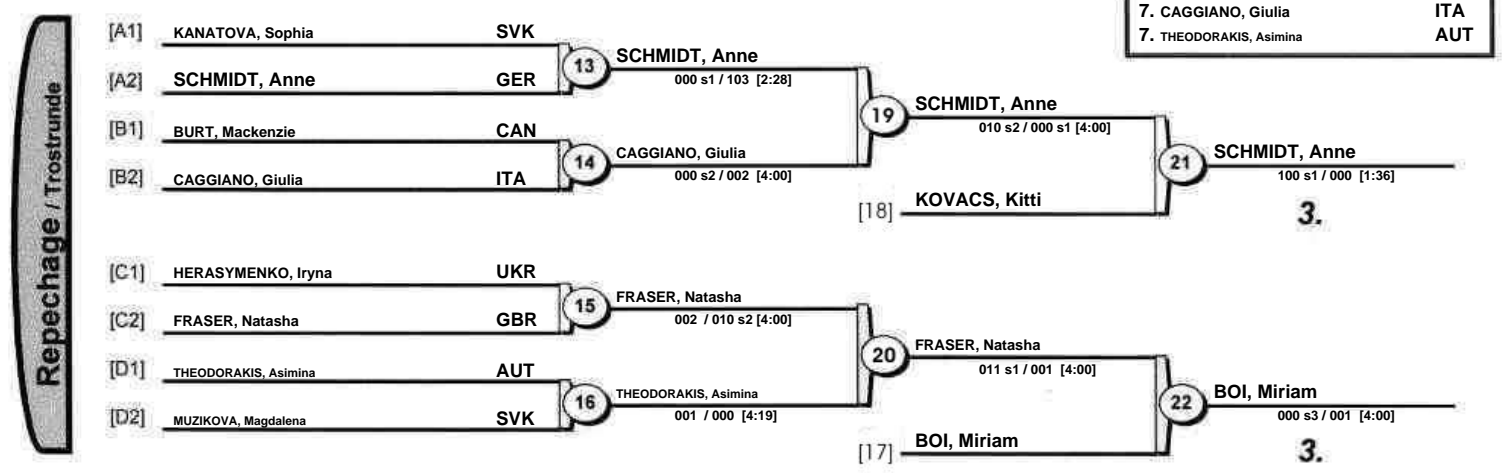 7. CAGGIANO, Giulia ITA
7. THEODORAKIS, Asimina AUT
Repechage / Trostrunde
[A1] KANATOVA, Sophia SVK
[A2] SCHMIDT, Anne GER
13
SCHMIDT, Anne
000 s1 / 103 [2:28]
[B1] BURT, Mackenzie CAN
[B2] CAGGIANO, Giulia ITA
14
CAGGIANO, Giulia
000 s2 / 002 [4:00]
19
SCHMIDT, Anne
010 s2 / 000 s1 [4:00]
[18] KOVACS, Kitti
21
SCHMIDT, Anne
100 s1 / 000 [1:36]
3.
[C1] HERASYMENKO, Iryna UKR
[C2] FRASER, Natasha GBR
15
FRASER, Natasha
002 / 010 s2 [4:00]
[D1] THEODORAKIS, Asimina AUT
[D2] MUZIKOVA, Magdalena SVK
16
THEODORAKIS, Asimina
001 / 000 [4:19]
20
FRASER, Natasha
011 s1 / 001 [4:00]
[17] BOI, Miriam
22
BOI, Miriam
000 s3 / 001 [4:00]
3.